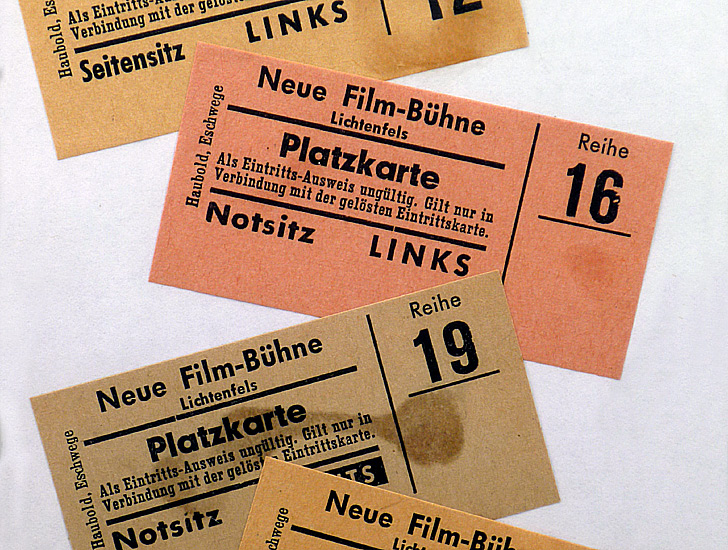 Haubold, Eschwege
Als Eintritts-Ausweis
Verbindung mit der gelösten
Seitensitz LINKS
12
Haubold, Eschwege
Neue Film-Bühne
Lichtenfels
Platzkarte
Als Eintritts-Ausweis ungültig. Gilt nur in
Verbindung mit der gelösten Eintrittskarte.
Notsitz LINKS
Reihe
16
Haubold, Eschwege
Neue Film-Bühne
Lichtenfels
Platzkarte
Als Eintritts-Ausweis ungültig. Gilt nur in
Verbindung mit der gelösten Eintrittskarte.
Notsitz
Reihe
19
Neue Film-Büh